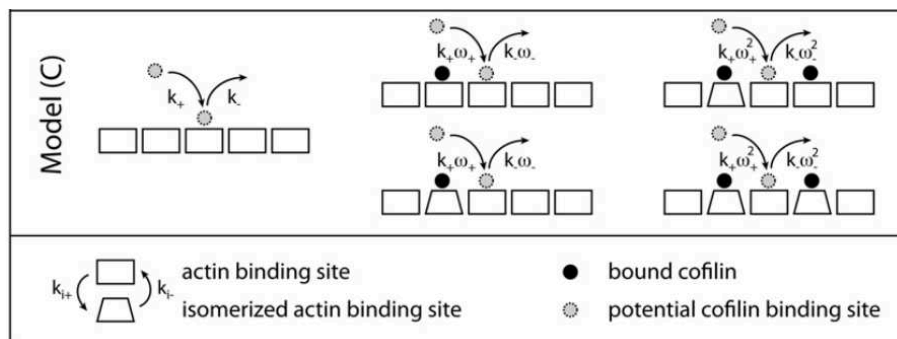 Model (C)
k₊ k₋
k₊ω₊ k₋ω₋
k₊ω₊² k₋ω₋²
k₊ω₊ k₋ω₋
k₊ω₊² k₋ω₋²
kᵢ₊ kᵢ₋
actin binding site
isomerized actin binding site
bound cofilin
potential cofilin binding site